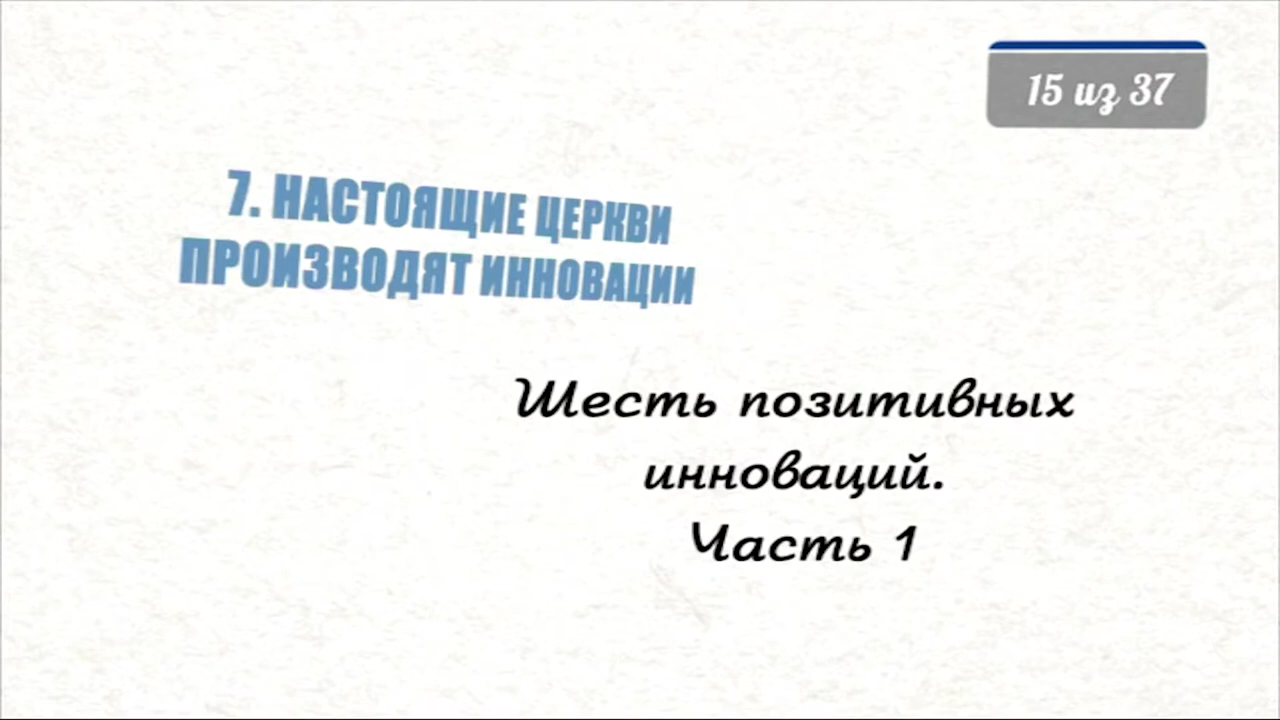 15 из 37
7. НАСТОЯЩИЕ ЦЕРКВИ
ПРОИЗВОДЯТ ИННОВАЦИИ
Шесть позитивных
инноваций.
Часть 1